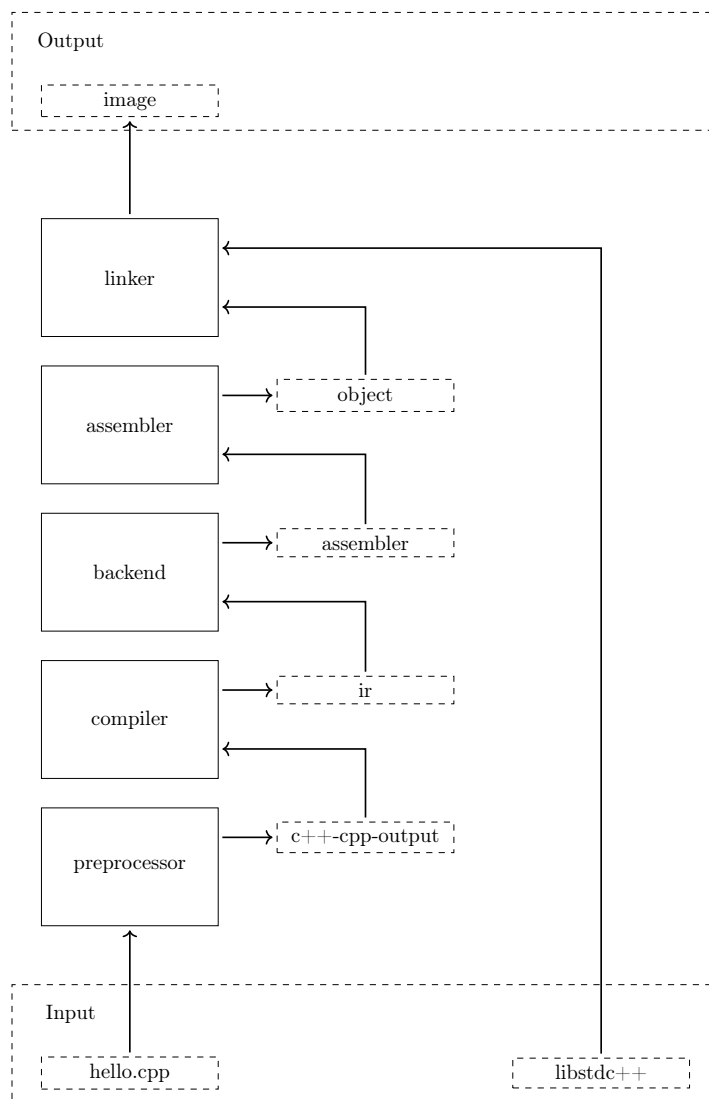 Output
image
linker
object
assembler
assembler
backend
ir
compiler
c++-cpp-output
preprocessor
Input
hello.cpp
libstdc++